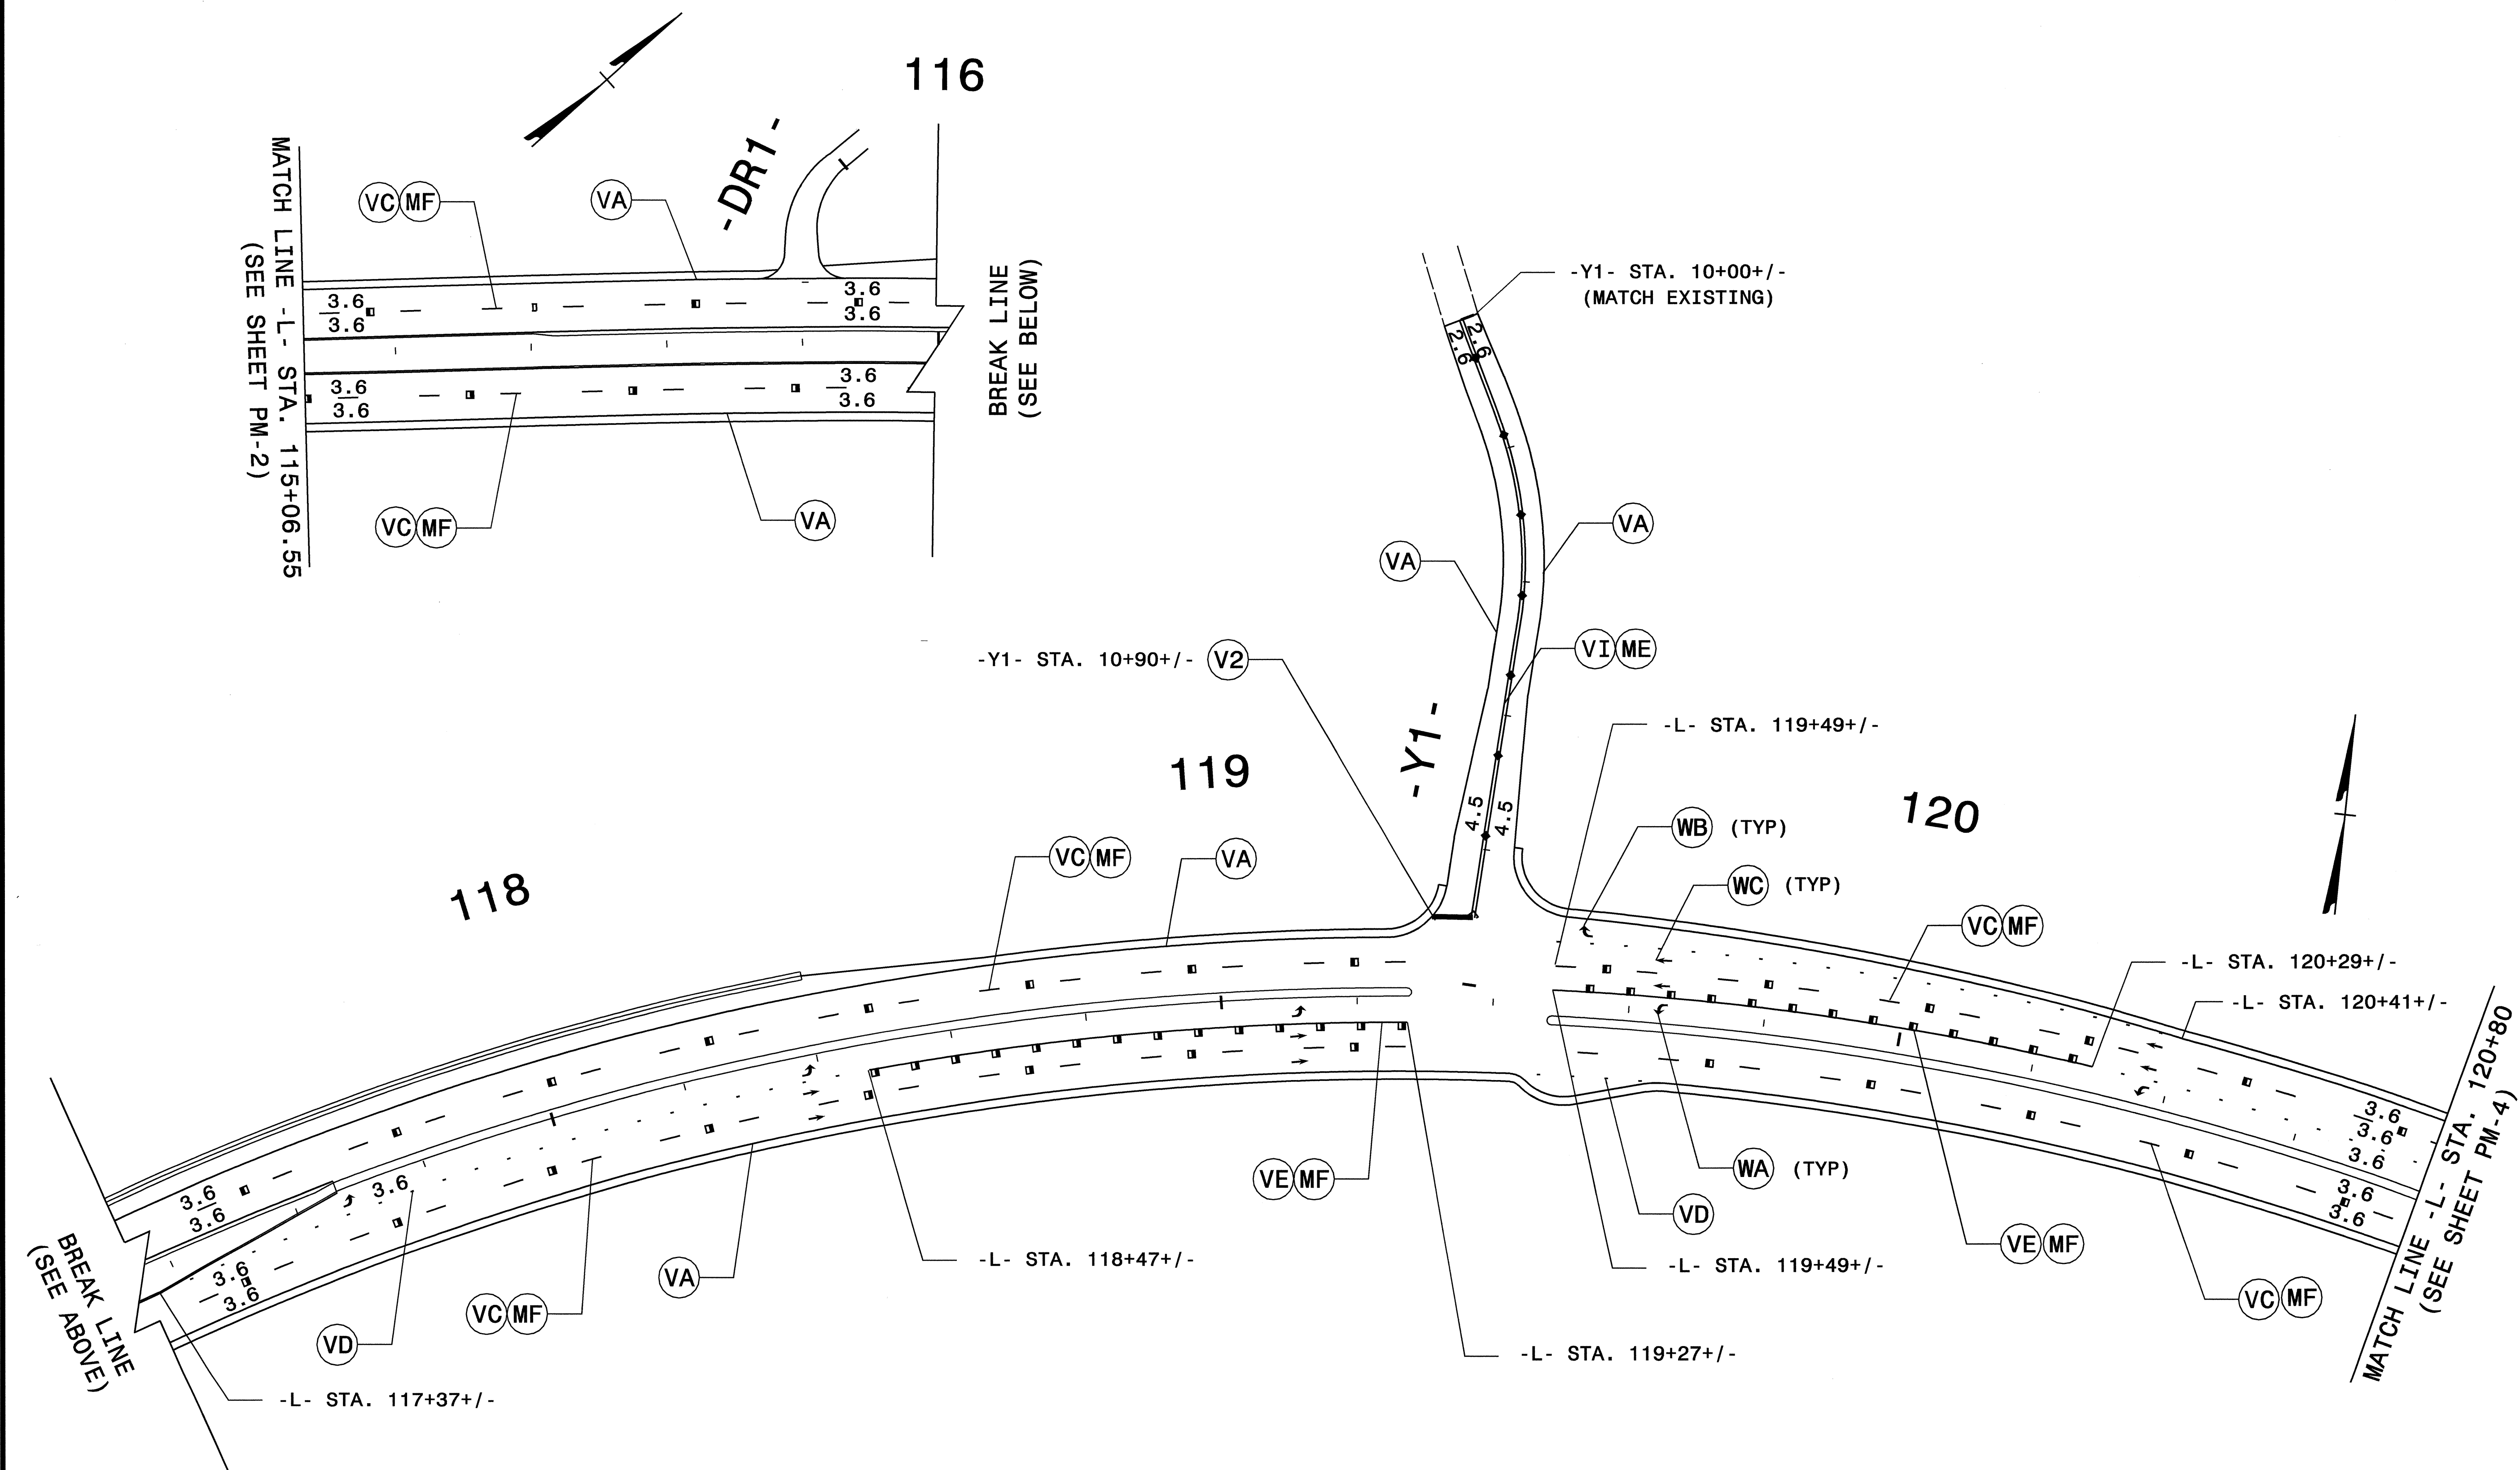 116
-DR1-
MATCH LINE -L- STA. 115+06.55
(SEE SHEET PM-2)
VC MF
VA
3.6
3.6
3.6
3.6
3.6
3.6
3.6
3.6
VC MF
VA
BREAK LINE
(SEE BELOW)
-Y1- STA. 10+00+/-
(MATCH EXISTING)
2.6
2.6
VA
VA
VI ME
-Y1- STA. 10+90+/- V2
-Y1-
4.5
4.5
-L- STA. 119+49+/-
118
119
120
VC MF
VA
WB (TYP)
WC (TYP)
VC MF
-L- STA. 120+29+/-
-L- STA. 120+41+/-
3.6
3.6
3.6
3.6
3.6
3.6
3.6
3.6
3.6
3.6
BREAK LINE
(SEE ABOVE)
VE MF
WA (TYP)
VD
VE MF
-L- STA. 118+47+/-
-L- STA. 119+49+/-
VA
VC MF
VD
VC MF
-L- STA. 119+27+/-
-L- STA. 117+37+/-
MATCH LINE -L- STA. 120+80
(SEE SHEET PM-4)